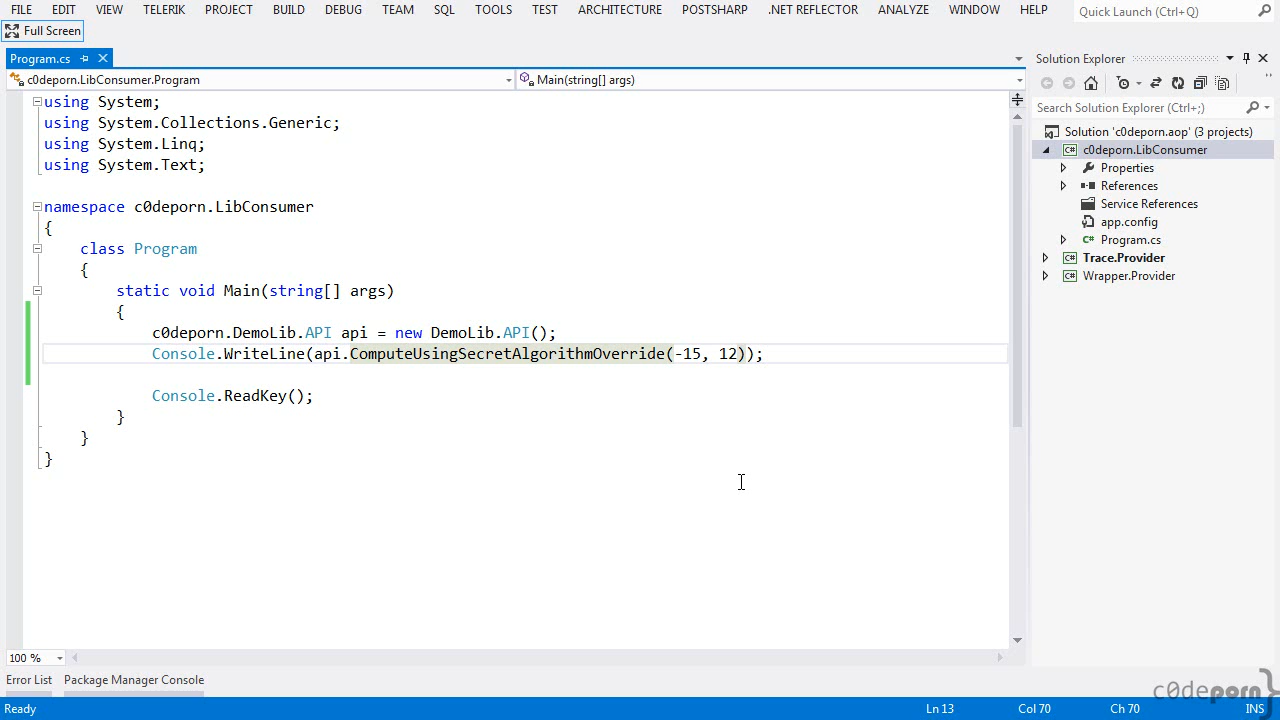 FILE EDIT VIEW TELERIK PROJECT BUILD DEBUG TEAM SQL TOOLS TEST ARCHITECTURE POSTSHARP .NET REFLECTOR ANALYZE WINDOW HELP Quick Launch (Ctrl+Q)
Full Screen
Program.cs
Solution Explorer
c0deporn.LibConsumer.Program
Main(string[] args)
Search Solution Explorer (Ctrl+;)
using System;
using System.Collections.Generic;
using System.Linq;
using System.Text;
namespace c0deporn.LibConsumer
{
class Program
{
static void Main(string[] args)
{
c0deporn.DemoLib.API api = new DemoLib.API();
Console.WriteLine(api.ComputeUsingSecretAlgorithmOverride(-15, 12));
Console.ReadKey();
}
}
}
Solution 'c0deporn.aop' (3 projects)
C# c0deporn.LibConsumer
Properties
References
Service References
app.config
C# Program.cs
C# Trace.Provider
C# Wrapper.Provider
100 %
Error List Package Manager Console
c0deporn}
Ready Ln 13 Col 70 Ch 70 INS